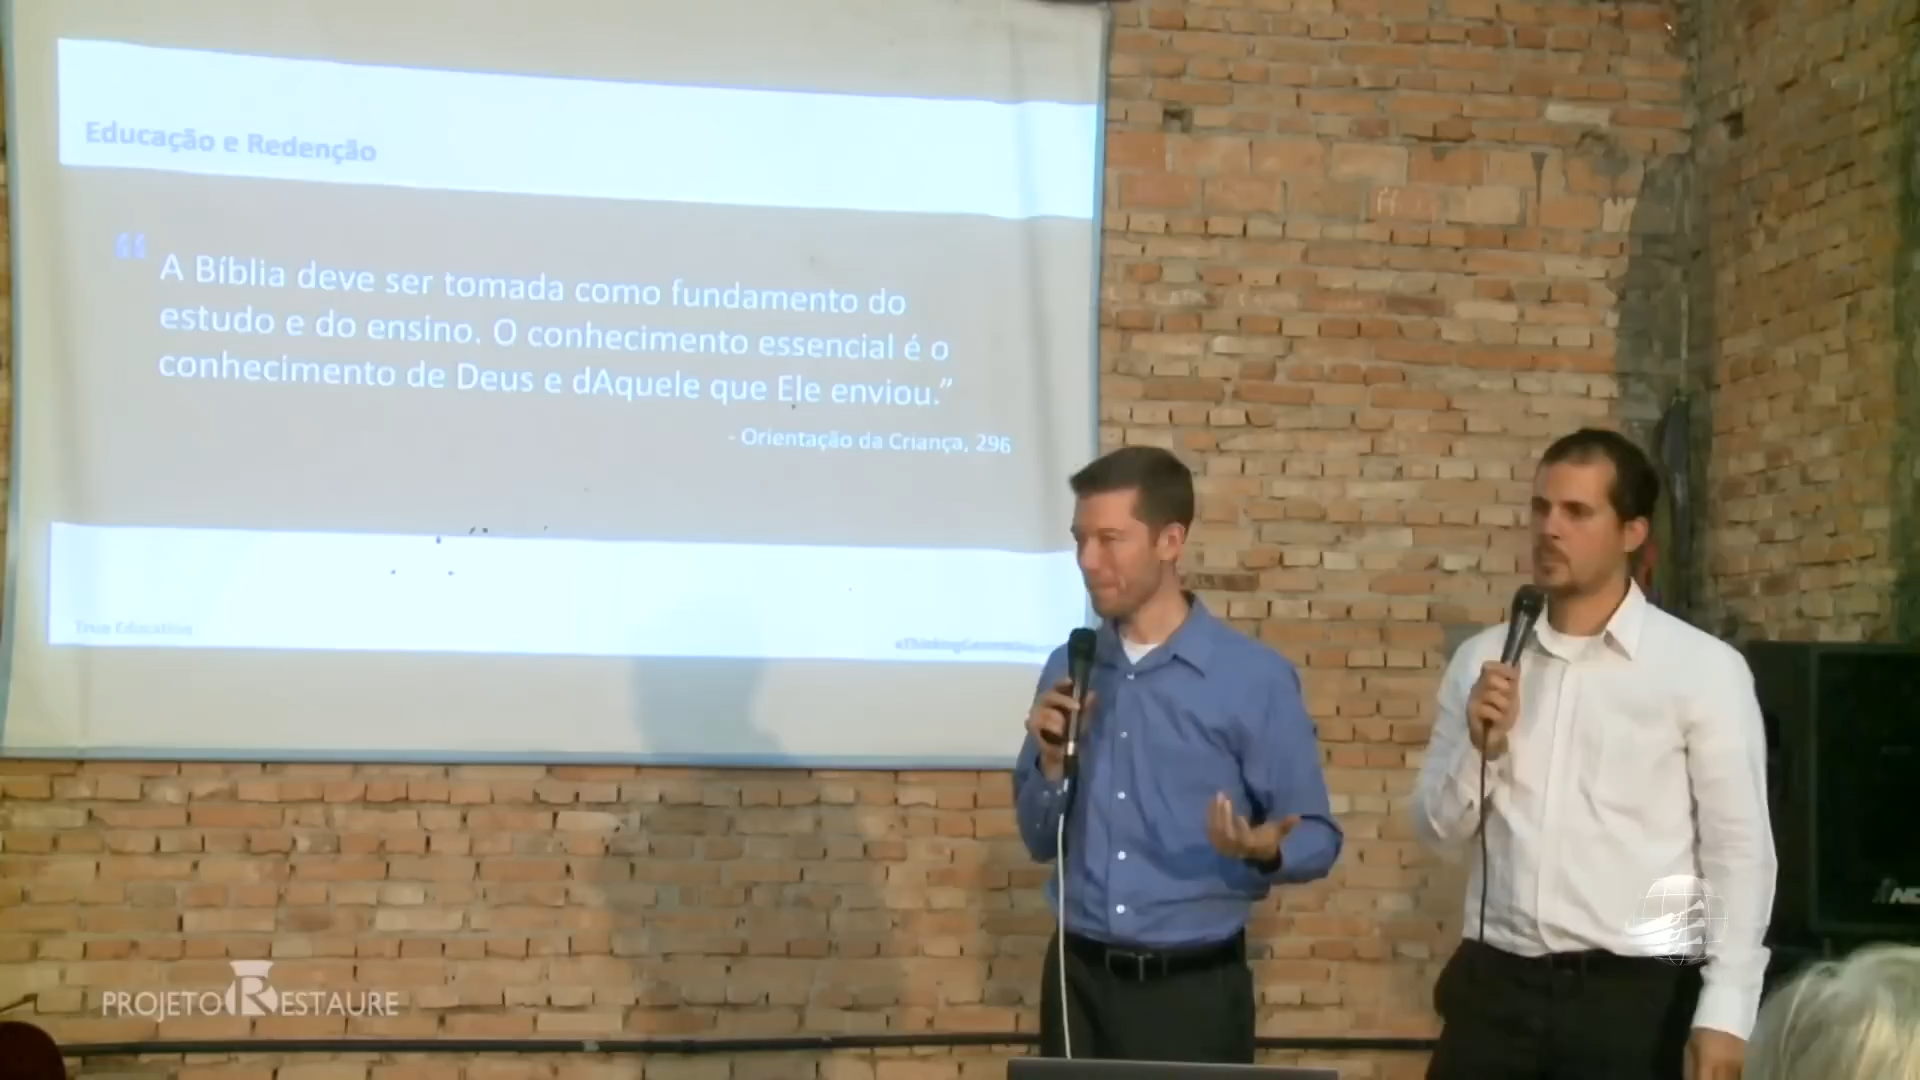 Educação e Redenção
“ A Bíblia deve ser tomada como fundamento do
estudo e do ensino. O conhecimento essencial é o
conhecimento de Deus e dAquele que Ele enviou.”
- Orientação da Criança, 296
True Education
PROJETO RESTAURE